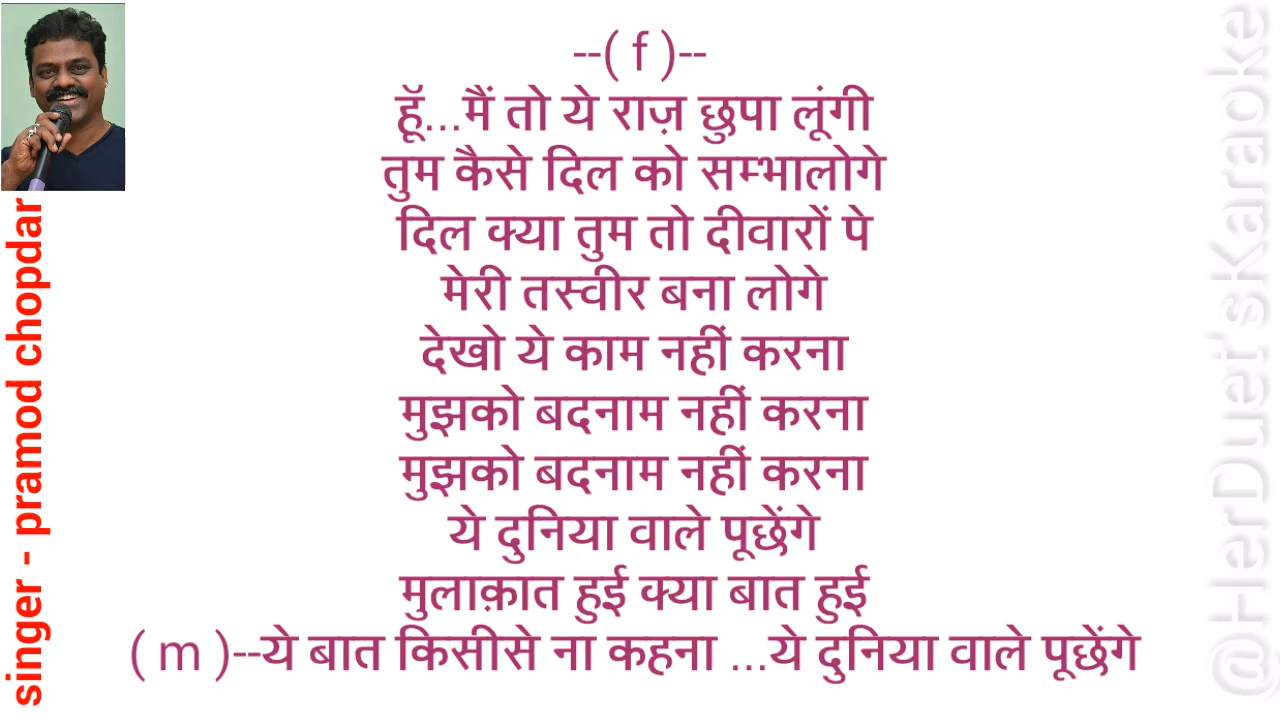 --( f )--
हूॅ...मैं तो ये राज़ छुपा लूंगी
तुम कैसे दिल को सम्भालोगे
दिल क्या तुम तो दीवारों पे
मेरी तस्वीर बना लोगे
देखो ये काम नहीं करना
मुझको बदनाम नहीं करना
मुझको बदनाम नहीं करना
ये दुनिया वाले पूछेंगे
मुलाक़ात हुई क्या बात हुई
( m )--ये बात किसीसे ना कहना ...ये दुनिया वाले पूछेंगे
singer - pramod chopdar
@HerDuet'sKaraoke